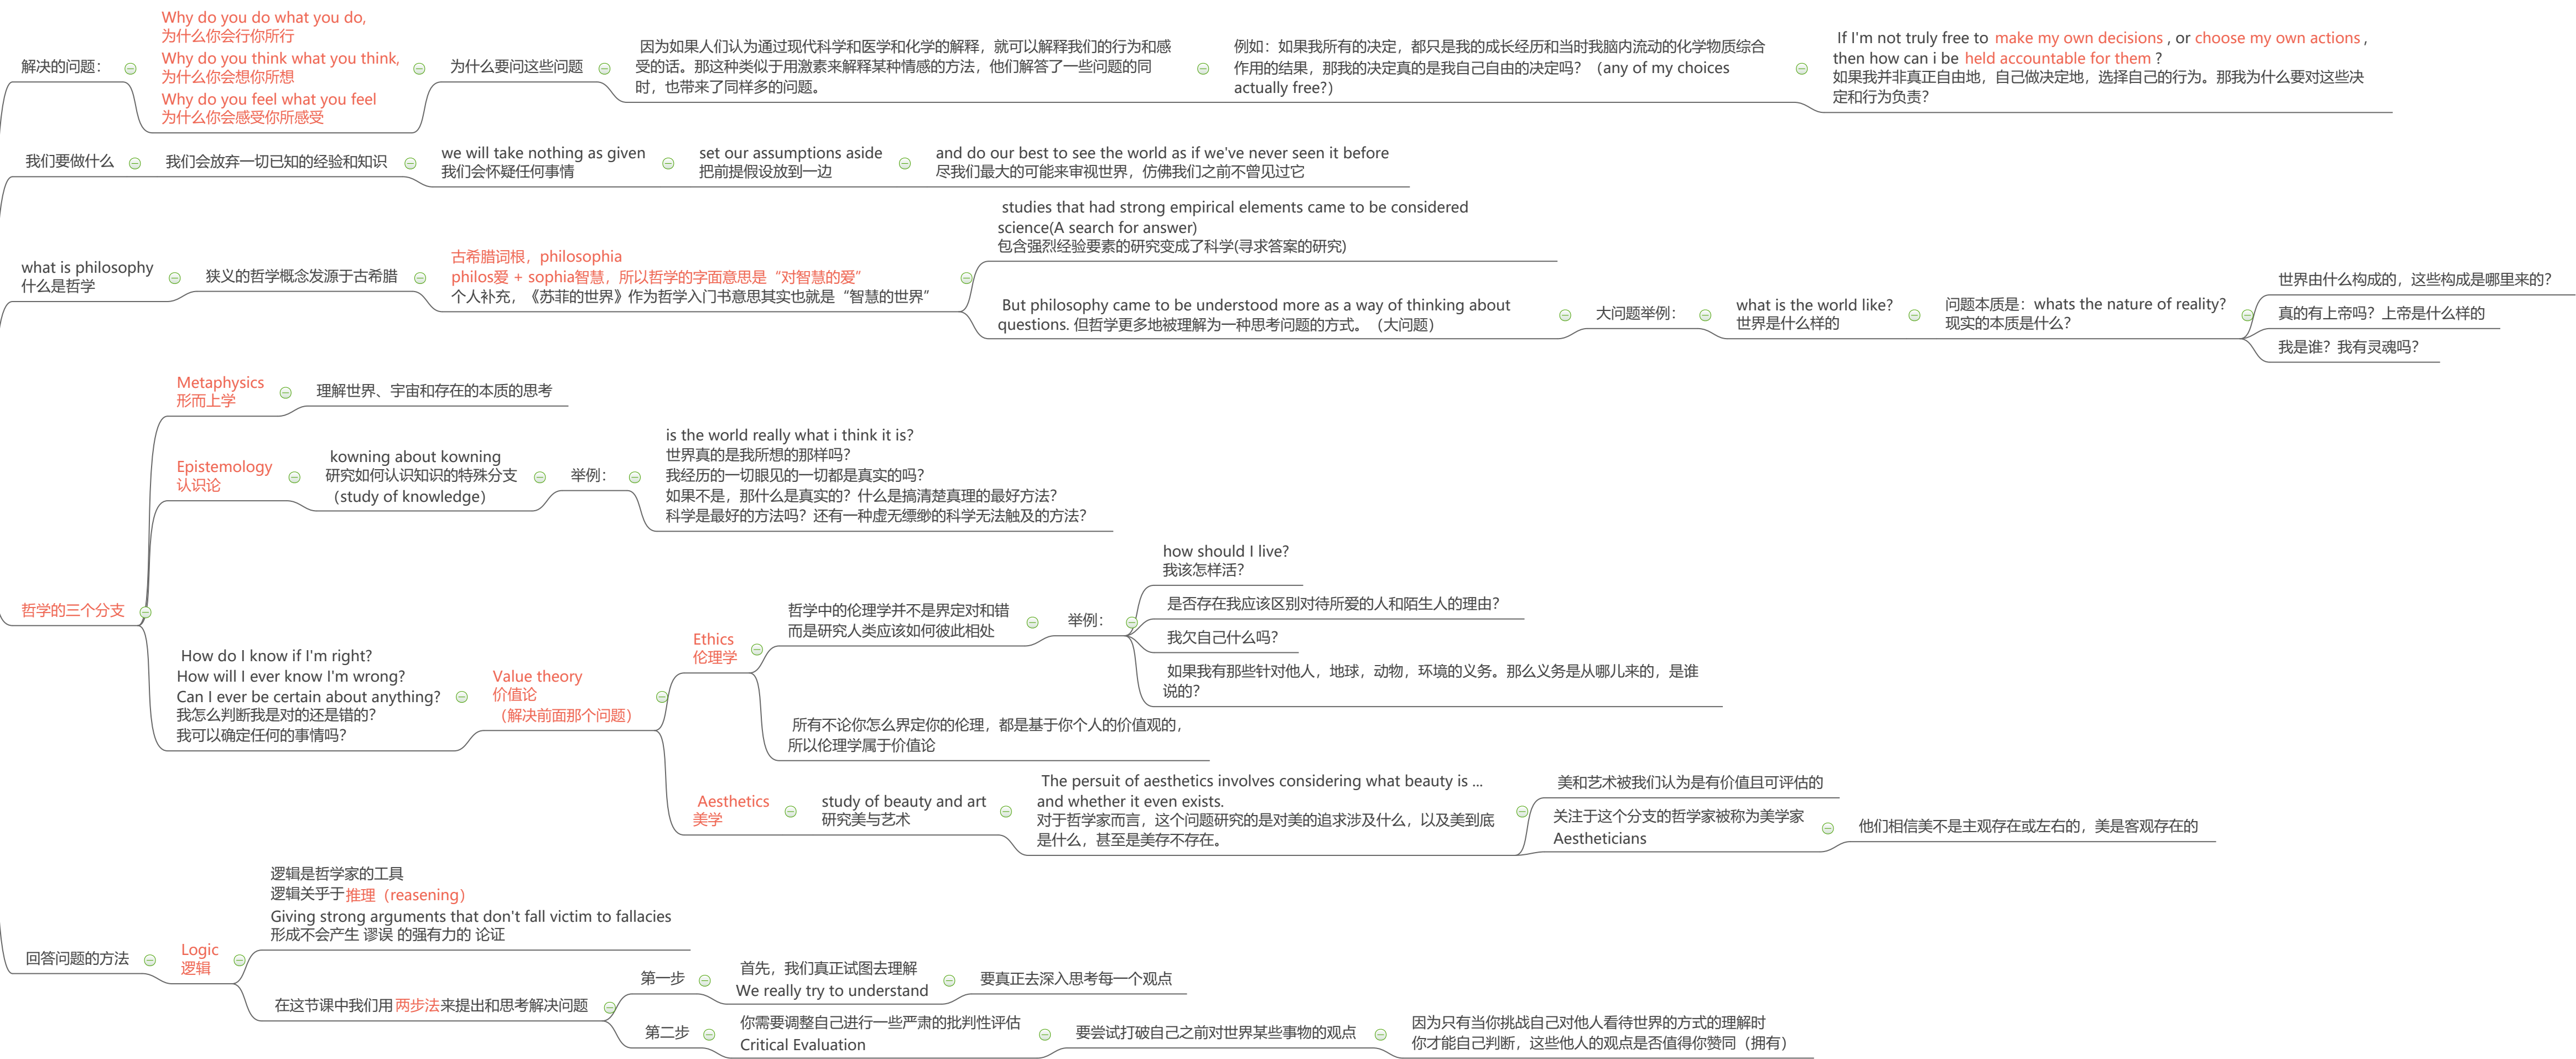 解决的问题：
Why do you do what you do,
为什么你会行你所行
Why do you think what you think,
为什么你会想你所想
Why do you feel what you feel
为什么你会感受你所感受
为什么要问这些问题
因为如果人们认为通过现代科学和医学和化学的解释，就可以解释我们的行为和感
受的话。那这种类似于用激素来解释某种情感的方法，他们解答了一些问题的同
时，也带来了同样多的问题。
例如：如果我所有的决定，都只是我的成长经历和当时我脑内流动的化学物质综合
作用的结果，那我的决定真的是我自己自由的决定吗？（any of my choices
actually free?）
If I'm not truly free to make my own decisions , or choose my own actions ,
then how can i be held accountable for them ?
如果我并非真正自由地，自己做决定地，选择自己的行为。那我为什么要对这些决
定和行为负责？
我们要做什么
我们会放弃一切已知的经验和知识
we will take nothing as given
我们会怀疑任何事情
set our assumptions aside
把前提假设放到一边
and do our best to see the world as if we've never seen it before
尽我们最大的可能来审视世界，仿佛我们之前不曾见过它
what is philosophy
什么是哲学
狭义的哲学概念发源于古希腊
古希腊词根，philosophia
philos爱 + sophia智慧，所以哲学的字面意思是“对智慧的爱”
个人补充，《苏菲的世界》作为哲学入门书意思其实也就是“智慧的世界”
studies that had strong empirical elements came to be considered
science(A search for answer)
包含强烈经验要素的研究变成了科学(寻求答案的研究)
But philosophy came to be understood more as a way of thinking about
questions. 但哲学更多地被理解为一种思考问题的方式。（大问题）
大问题举例：
what is the world like?
世界是什么样的
问题本质是：whats the nature of reality?
现实的本质是什么？
世界由什么构成的，这些构成是哪里来的？
真的有上帝吗？上帝是什么样的
我是谁？我有灵魂吗？
哲学的三个分支
Metaphysics
形而上学
理解世界、宇宙和存在的本质的思考
Epistemology
认识论
kowning about kowning
研究如何认识知识的特殊分支
（study of knowledge）
举例：
is the world really what i think it is?
世界真的是我所想的那样吗？
我经历的一切眼见的一切都是真实的吗？
如果不是，那什么是真实的？什么是搞清楚真理的最好方法？
科学是最好的方法吗？还有一种虚无缥缈的科学无法触及的方法？
How do I know if I'm right?
How will I ever know I'm wrong?
Can I ever be certain about anything?
我怎么判断我是对的还是错的？
我可以确定任何的事情吗？
Value theory
价值论
（解决前面那个问题）
Ethics
伦理学
哲学中的伦理学并不是界定对和错
而是研究人类应该如何彼此相处
举例：
how should I live?
我该怎样活？
是否存在我应该区别对待所爱的人和陌生人的理由？
我欠自己什么吗？
如果我有那些针对他人，地球，动物，环境的义务。那么义务是从哪儿来的，是谁
说的？
所有不论你怎么界定你的伦理，都是基于你个人的价值观的，
所以伦理学属于价值论
Aesthetics
美学
study of beauty and art
研究美与艺术
The persuit of aesthetics involves considering what beauty is ...
and whether it even exists.
对于哲学家而言，这个问题研究的是对美的追求涉及什么，以及美到底
是什么，甚至是美存不存在。
美和艺术被我们认为是有价值且可评估的
关注于这个分支的哲学家被称为美学家
Aestheticians
他们相信美不是主观存在或左右的，美是客观存在的
回答问题的方法
Logic
逻辑
逻辑是哲学家的工具
逻辑关乎于推理（reasening）
Giving strong arguments that don't fall victim to fallacies
形成不会产生 谬误 的强有力的 论证
在这节课中我们用 两步法 来提出和思考解决问题
第一步
首先，我们真正试图去理解
We really try to understand
要真正去深入思考每一个观点
第二步
你需要调整自己进行一些严肃的批判性评估
Critical Evaluation
要尝试打破自己之前对世界某些事物的观点
因为只有当你挑战自己对他人看待世界的方式的理解时
你才能自己判断，这些他人的观点是否值得你赞同（拥有）